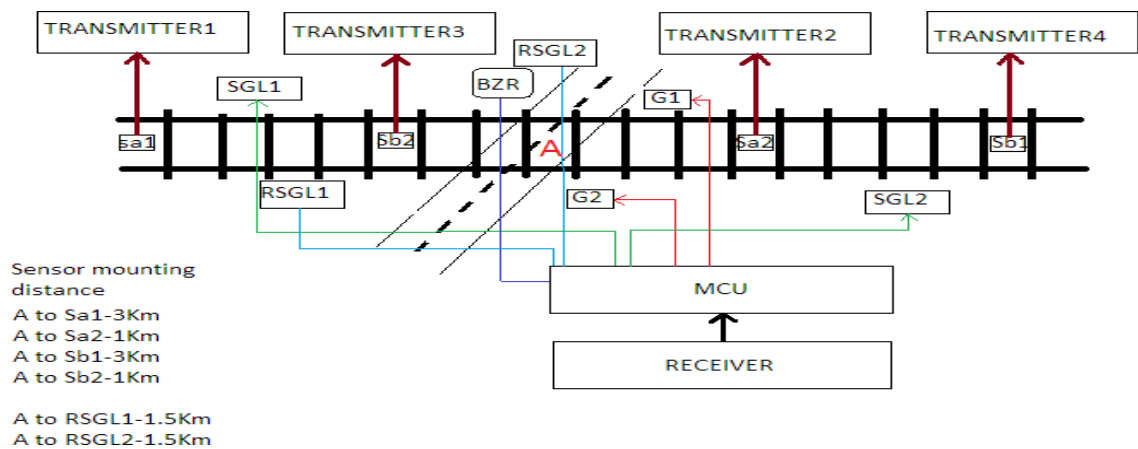 TRANSMITTER1
TRANSMITTER3
TRANSMITTER2
TRANSMITTER4
RSGL2
SGL1
BZR
G1
sa1
Sb2
A
Sa2
Sb1
RSGL1
G2
SGL2
MCU
RECEIVER
Sensor mounting
distance
A to Sa1-3Km
A to Sa2-1Km
A to Sb1-3Km
A to Sb2-1Km
A to RSGL1-1.5Km
A to RSGL2-1.5Km